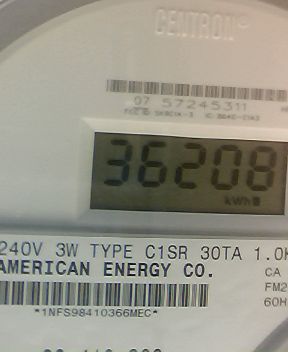 CENTRON®
07 57245311
36208
kWh
240V 3W TYPE C1SR 30TA 1.0K
AMERICAN ENERGY CO.
CA
FM2
60H
*1NFS98410366MEC*